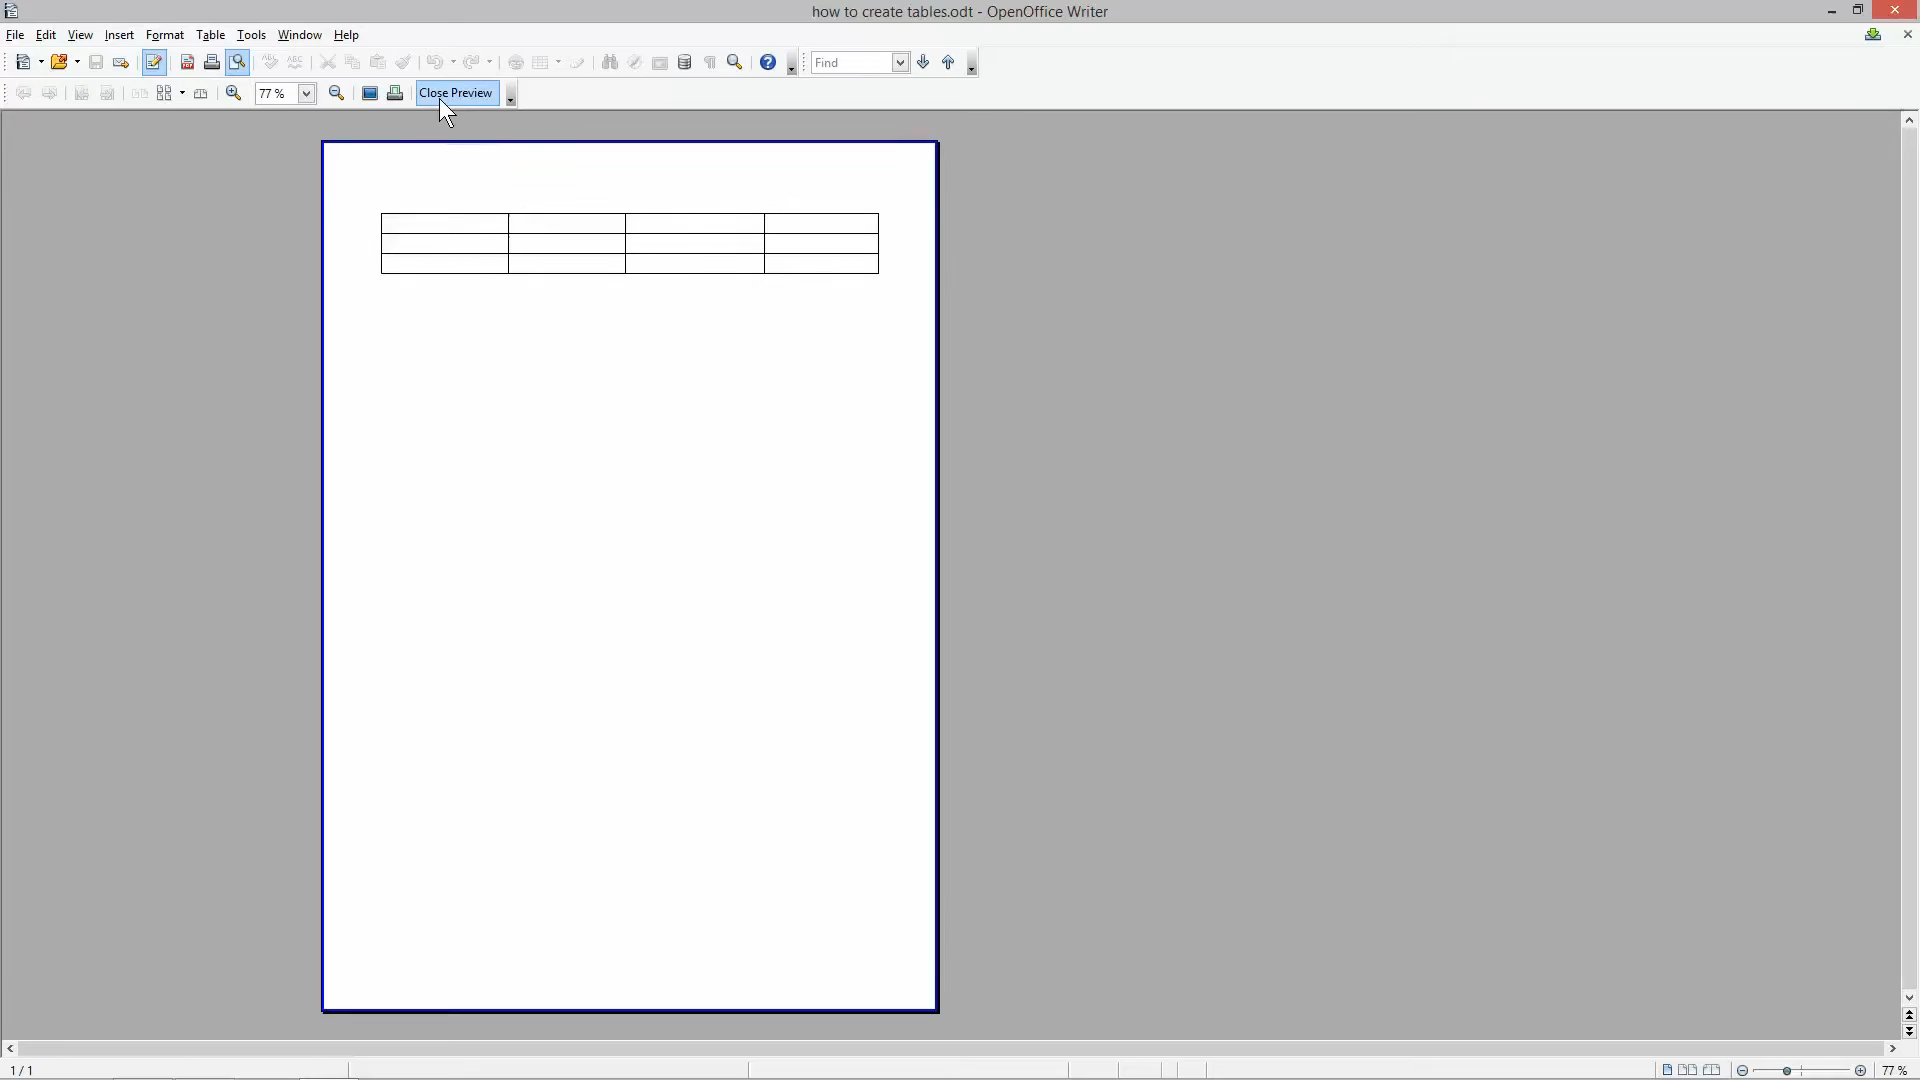 how to create tables.odt - OpenOffice Writer
File Edit View Insert Format Table Tools Window Help
Find
77 % Close Preview
1 / 1 77 %